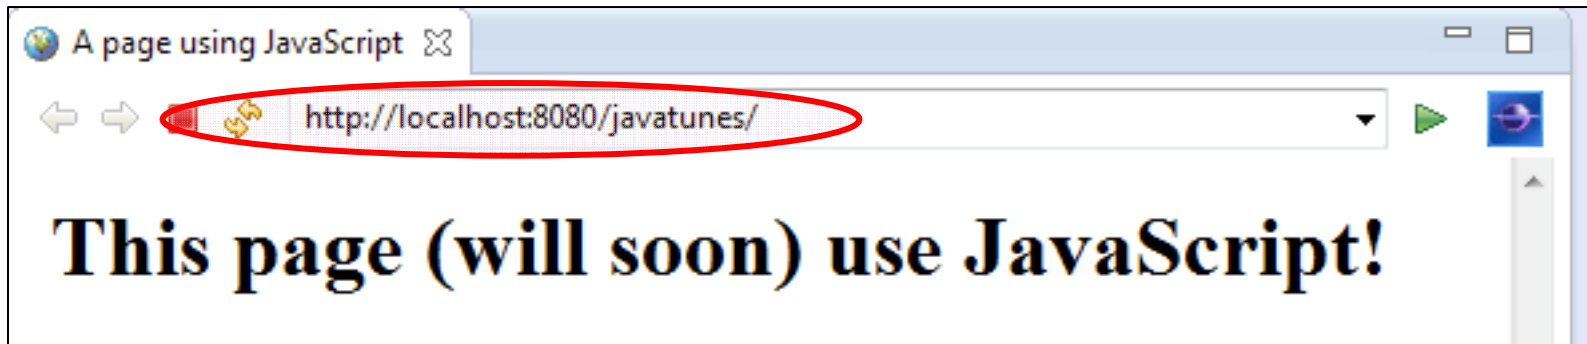 A page using JavaScript
http://localhost:8080/javatunes/
This page (will soon) use JavaScript!